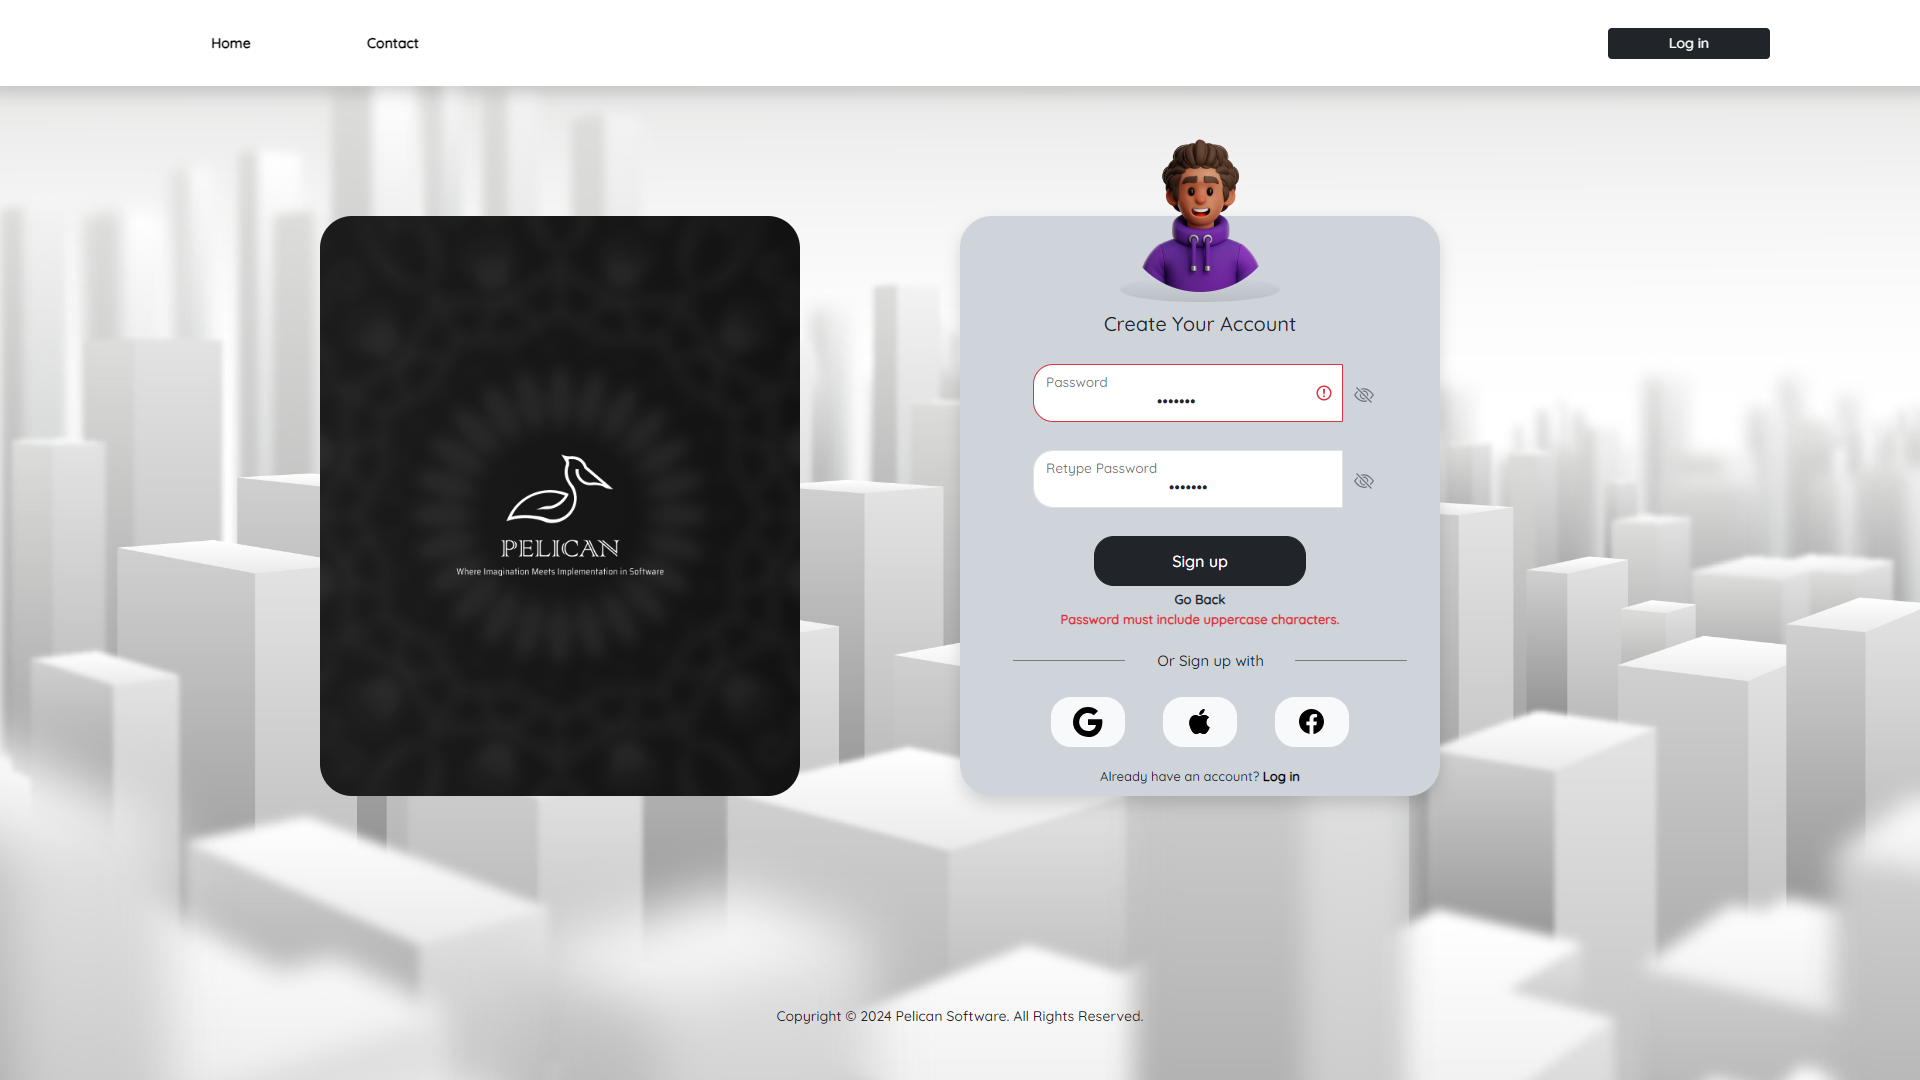 Home
Contact
Log in
PELICAN
Where Imagination Meets Implementation in Software
Create Your Account
Password
•••••••
Retype Password
•••••••
Sign up
Go Back
Password must include uppercase characters.
Or Sign up with
Already have an account? Log in
Copyright © 2024 Pelican Software. All Rights Reserved.